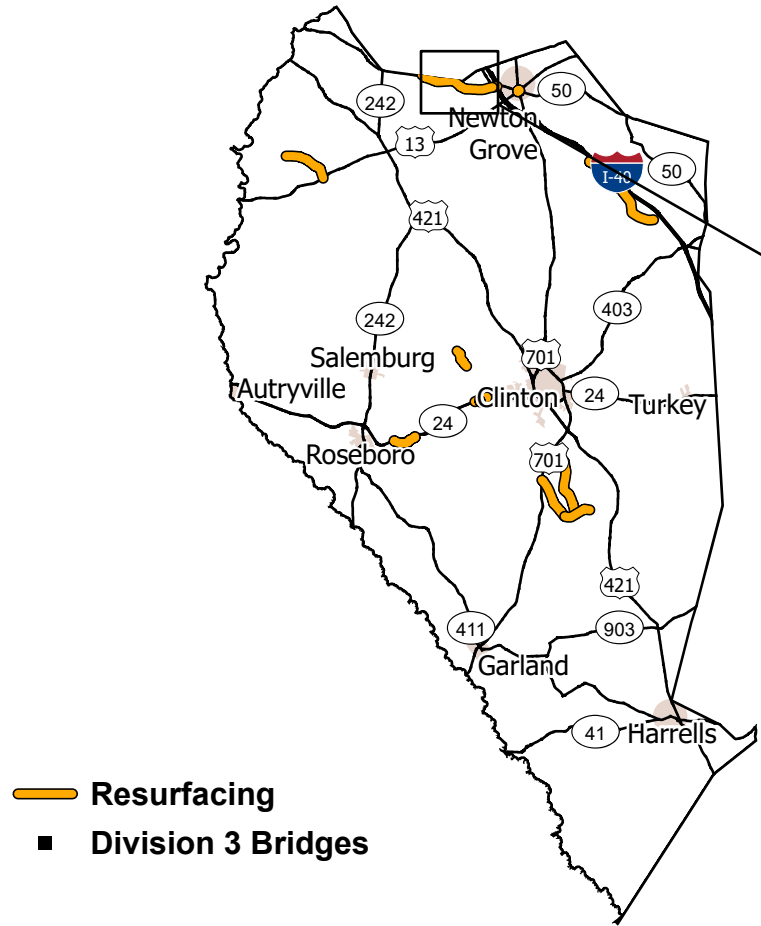 50
242
Newton
Grove
13
I-40
50
421
403
242
701
Salemburg
Autryville
Clinton
24
Turkey
24
Roseboro
701
421
411
903
Garland
41
Harrells
Resurfacing
Division 3 Bridges